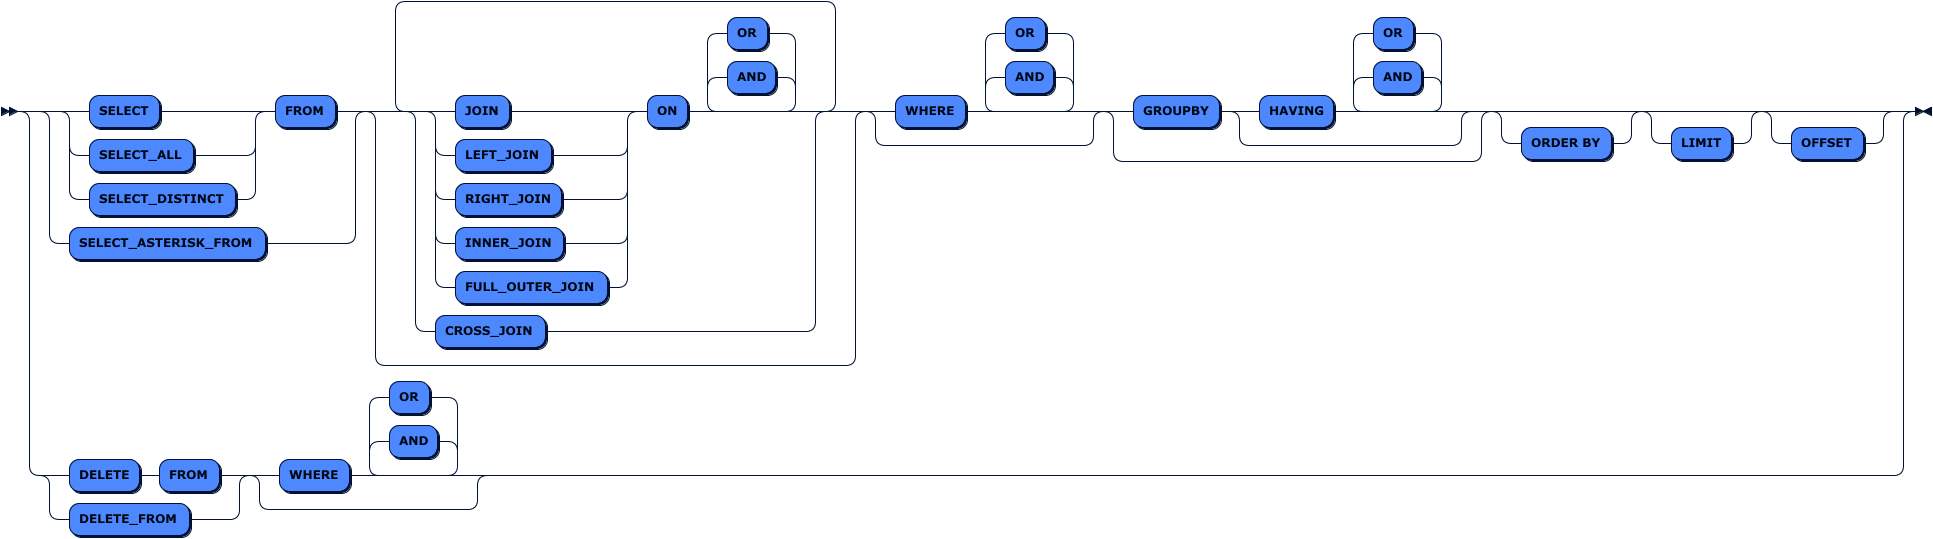 OR
OR
OR
AND
AND
AND
SELECT
FROM
JOIN
ON
WHERE
GROUPBY
HAVING
ORDER BY
LIMIT
OFFSET
SELECT_ALL
LEFT_JOIN
SELECT_DISTINCT
RIGHT_JOIN
SELECT_ASTERISK_FROM
INNER_JOIN
FULL_OUTER_JOIN
CROSS_JOIN
OR
AND
DELETE
FROM
WHERE
DELETE_FROM